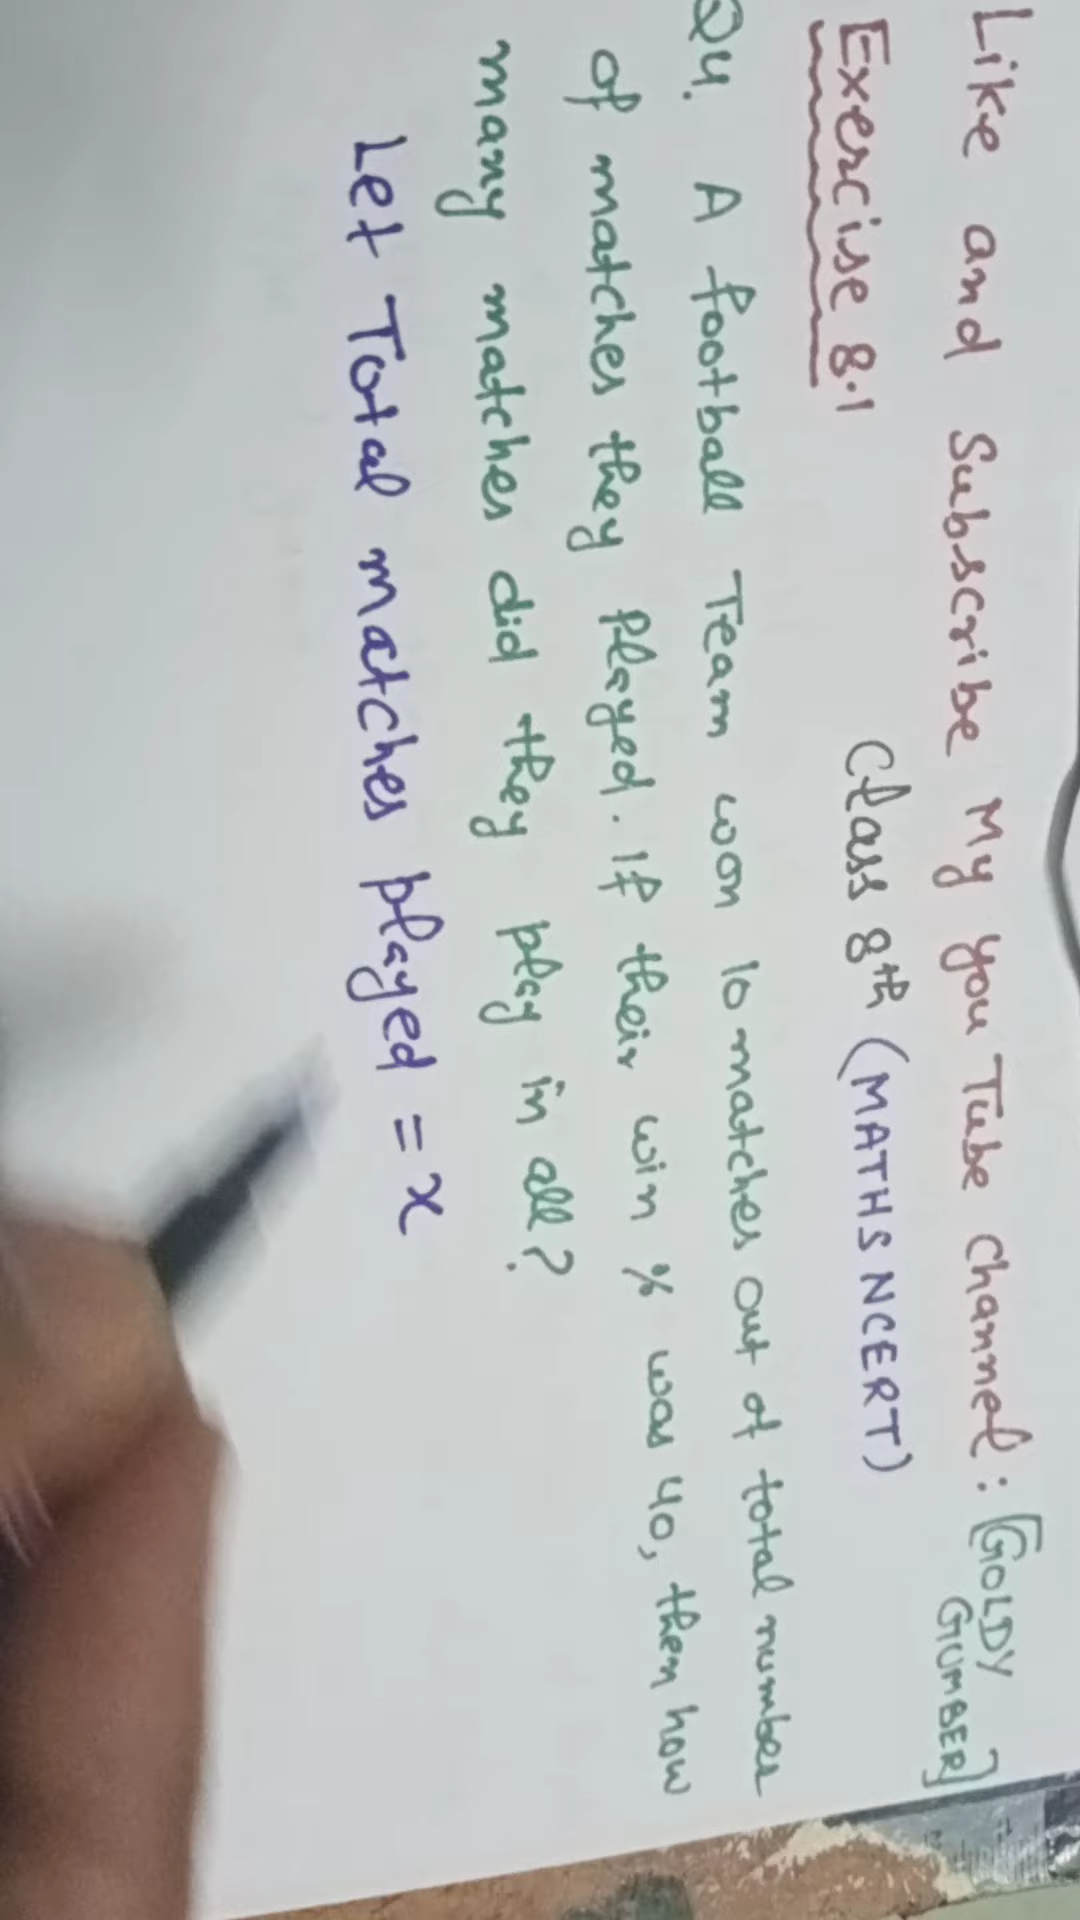 Like and Subscribe My YouTube channel: [GOLDY GUMBER]
Exercise 8.1 Class 8th (MATHS NCERT)
Q4. A football Team won 10 matches out of total number
of matches they played. If their win % was 40, then how
many matches did they play in all?
Let Total matches played = x